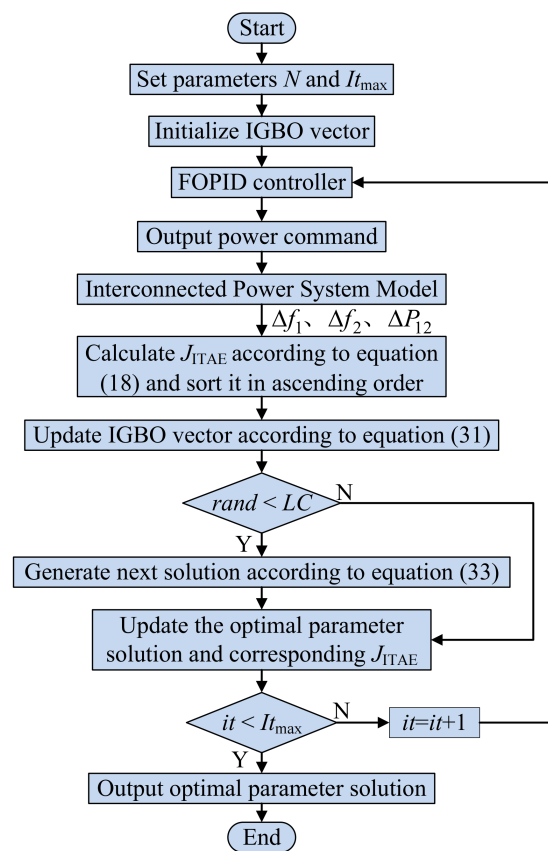 Start
Set parameters N and Itmax
Initialize IGBO vector
FOPID controller
Output power command
Interconnected Power System Model
Δf1、Δf2、ΔP12
Calculate JITAE according to equation
(18) and sort it in ascending order
Update IGBO vector according to equation (31)
rand < LC
N
Y
Generate next solution according to equation (33)
Update the optimal parameter
solution and corresponding JITAE
it < Itmax
N
it=it+1
Y
Output optimal parameter solution
End